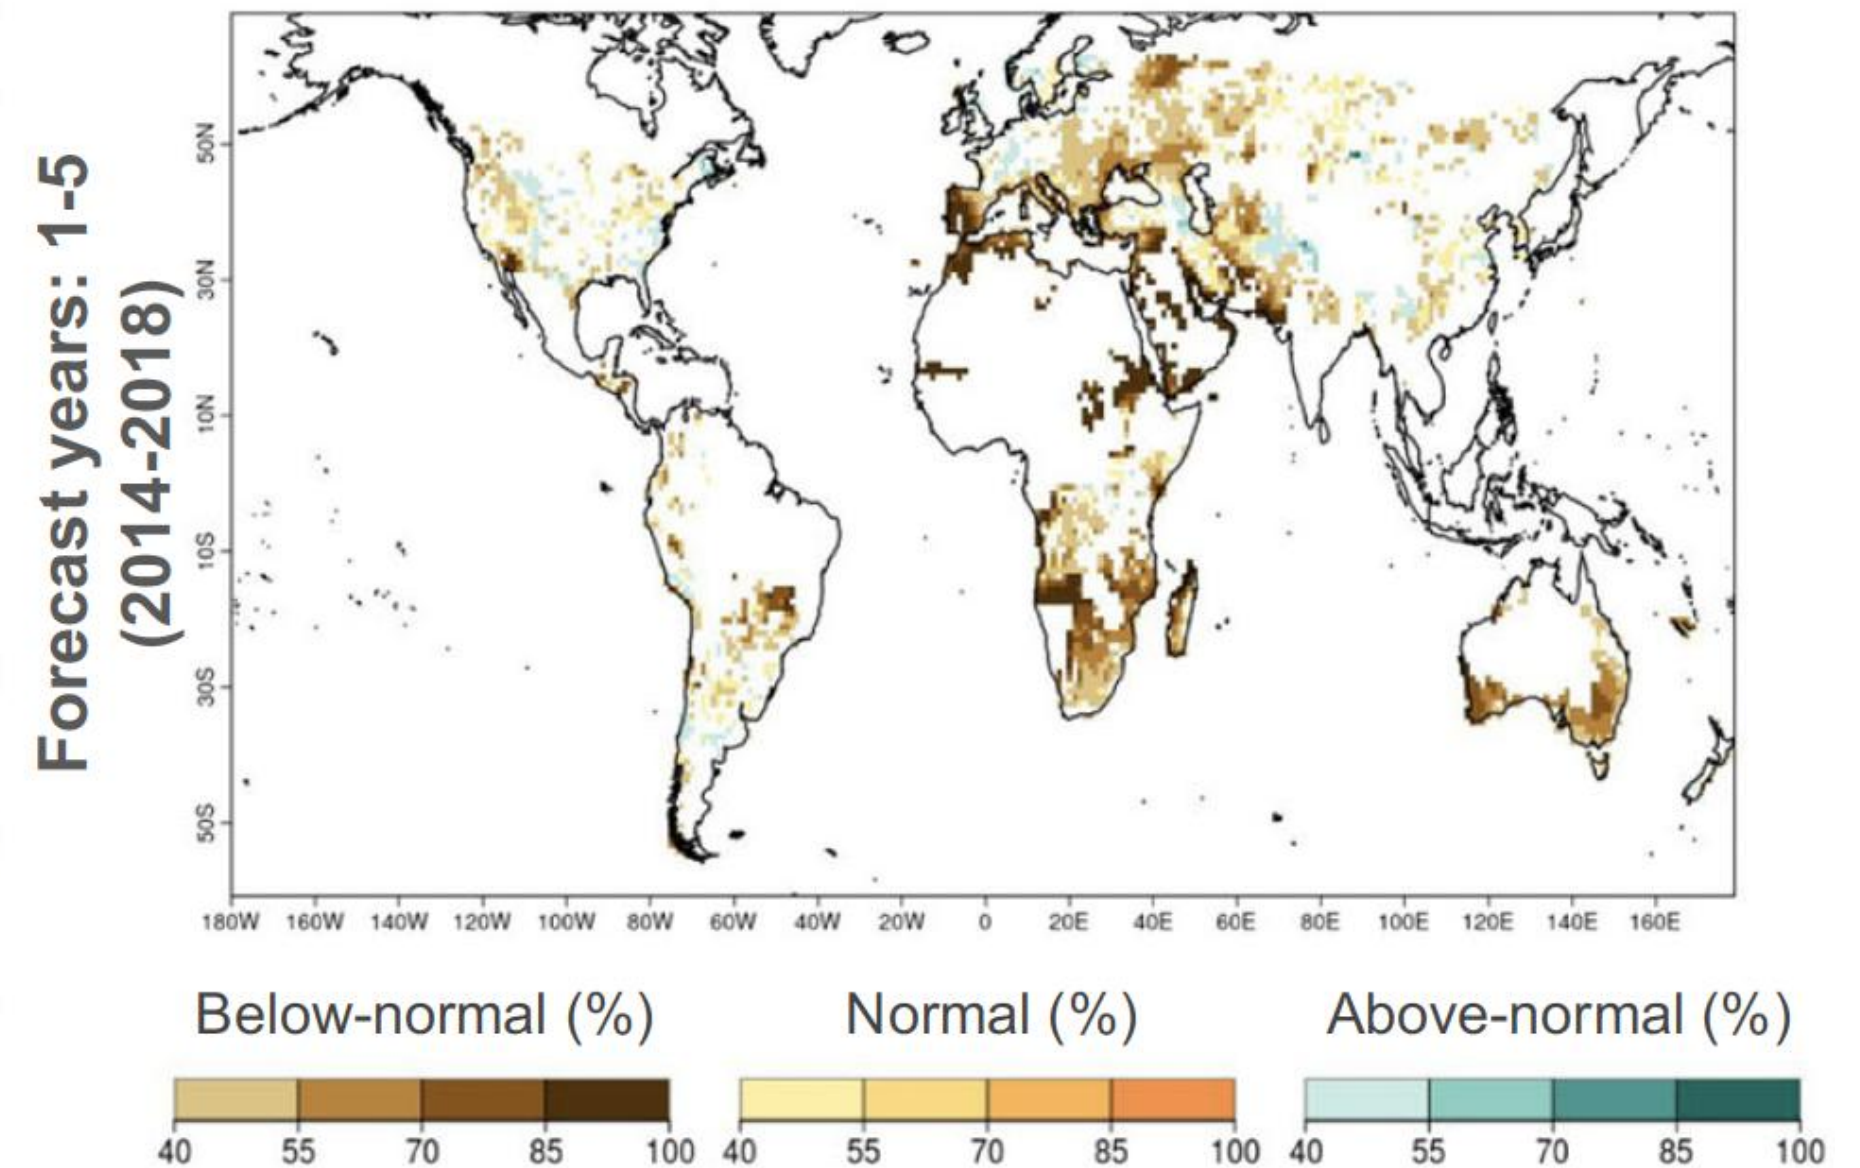 Forecast years: 1-5
(2014-2018)
50N
30N
10N
10S
30S
50S
180W 160W 140W 120W 100W 80W 60W 40W 20W 0 20E 40E 60E 80E 100E 120E 140E 160E
Below-normal (%) Normal (%) Above-normal (%)
40 55 70 85 100 40 55 70 85 100 40 55 70 85 100